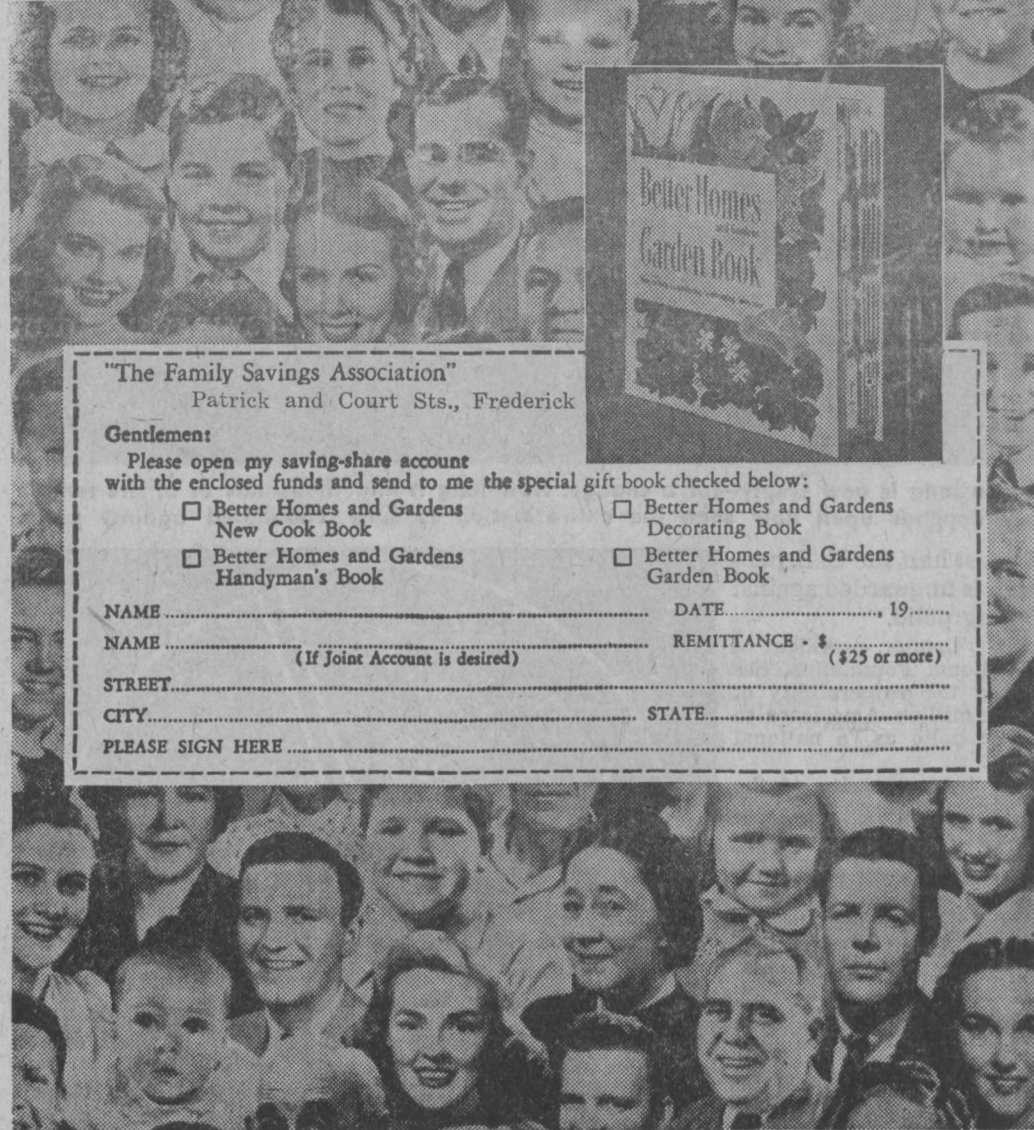 Better Homes
and Gardens
Garden Book
"The Family Savings Association"
Patrick and Court Sts., Frederick
Gentlemen:
Please open my saving-share account
with the enclosed funds and send to me the special gift book checked below:
☐ Better Homes and Gardens
New Cook Book
☐ Better Homes and Gardens
Handyman's Book
☐ Better Homes and Gardens
Decorating Book
☐ Better Homes and Gardens
Garden Book
NAME ........................ DATE........................, 19.......
NAME ........................ REMITTANCE - $ ........................
(If Joint Account is desired) ($25 or more)
STREET........................
CITY........................ STATE........................
PLEASE SIGN HERE ........................